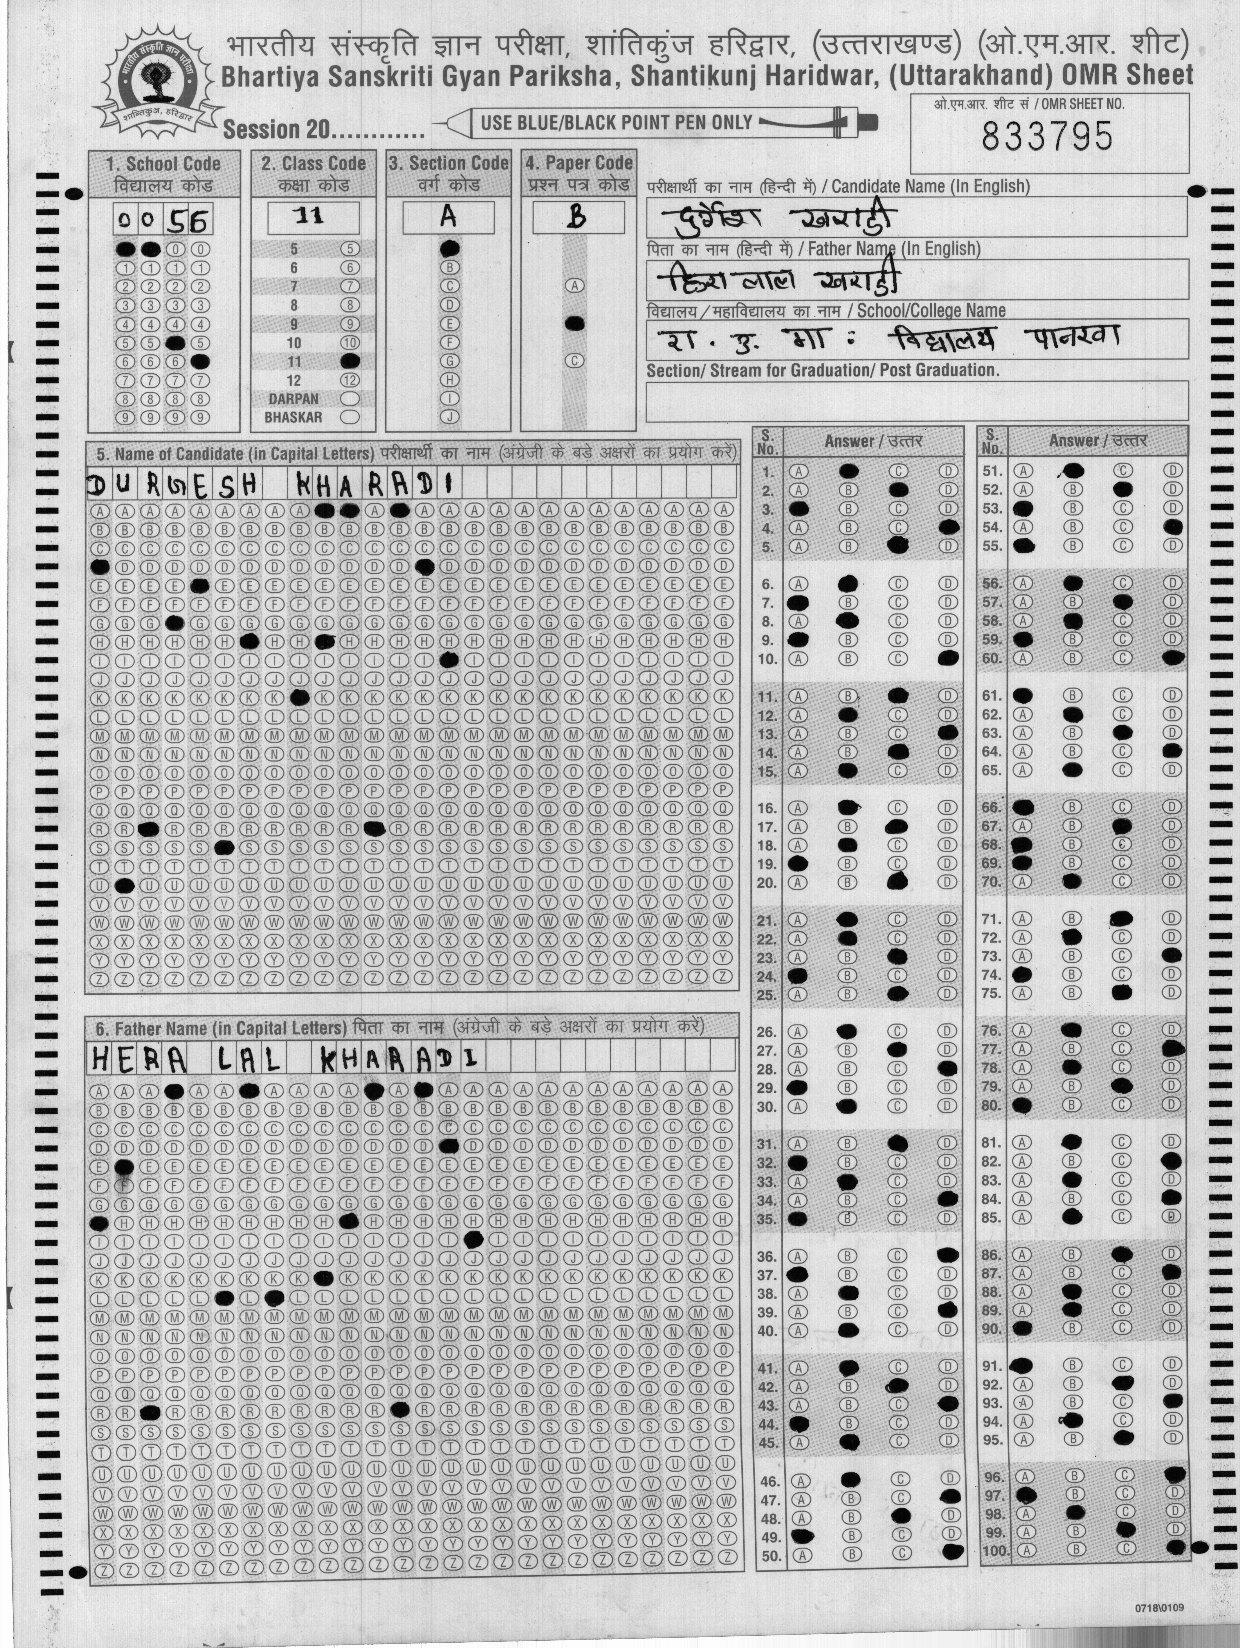 भारतीय संस्कृति ज्ञान परीक्षा, शांतिकुंज हरिद्वार, (उत्तराखण्ड) (ओ.एम.आर. शीट)
Bhartiya Sanskriti Gyan Pariksha, Shantikunj Haridwar, (Uttarakhand) OMR Sheet
Session 20............
USE BLUE/BLACK POINT PEN ONLY
ओ.एम.आर. शीट सं / OMR SHEET NO.
833795
1. School Code
विद्यालय कोड
0 0 5 6
2. Class Code
कक्षा कोड
11
5
6
7
8
9
10
11
12
DARPAN
BHASKAR
3. Section Code
वर्ग कोड
A
4. Paper Code
प्रश्न पत्र कोड
B
परीक्षार्थी का नाम (हिन्दी में) / Candidate Name (In English)
दुर्गेश खराड़ी
पिता का नाम (हिन्दी में) / Father Name (In English)
हिरा लाल खराड़ी
विद्यालय/महाविद्यालय का नाम / School/College Name
रा. उ. मा. विद्यालय पानरवा
Section/ Stream for Graduation/ Post Graduation.
5. Name of Candidate (in Capital Letters) परीक्षार्थी का नाम (अंग्रेजी के बड़े अक्षरों का प्रयोग करें)
DURGESH KHARADI
6. Father Name (in Capital Letters) पिता का नाम (अंग्रेजी के बड़े अक्षरों का प्रयोग करें)
HERA LAL KHARADI
S. No. Answer / उत्तर
S. No. Answer / उत्तर
0718\0109